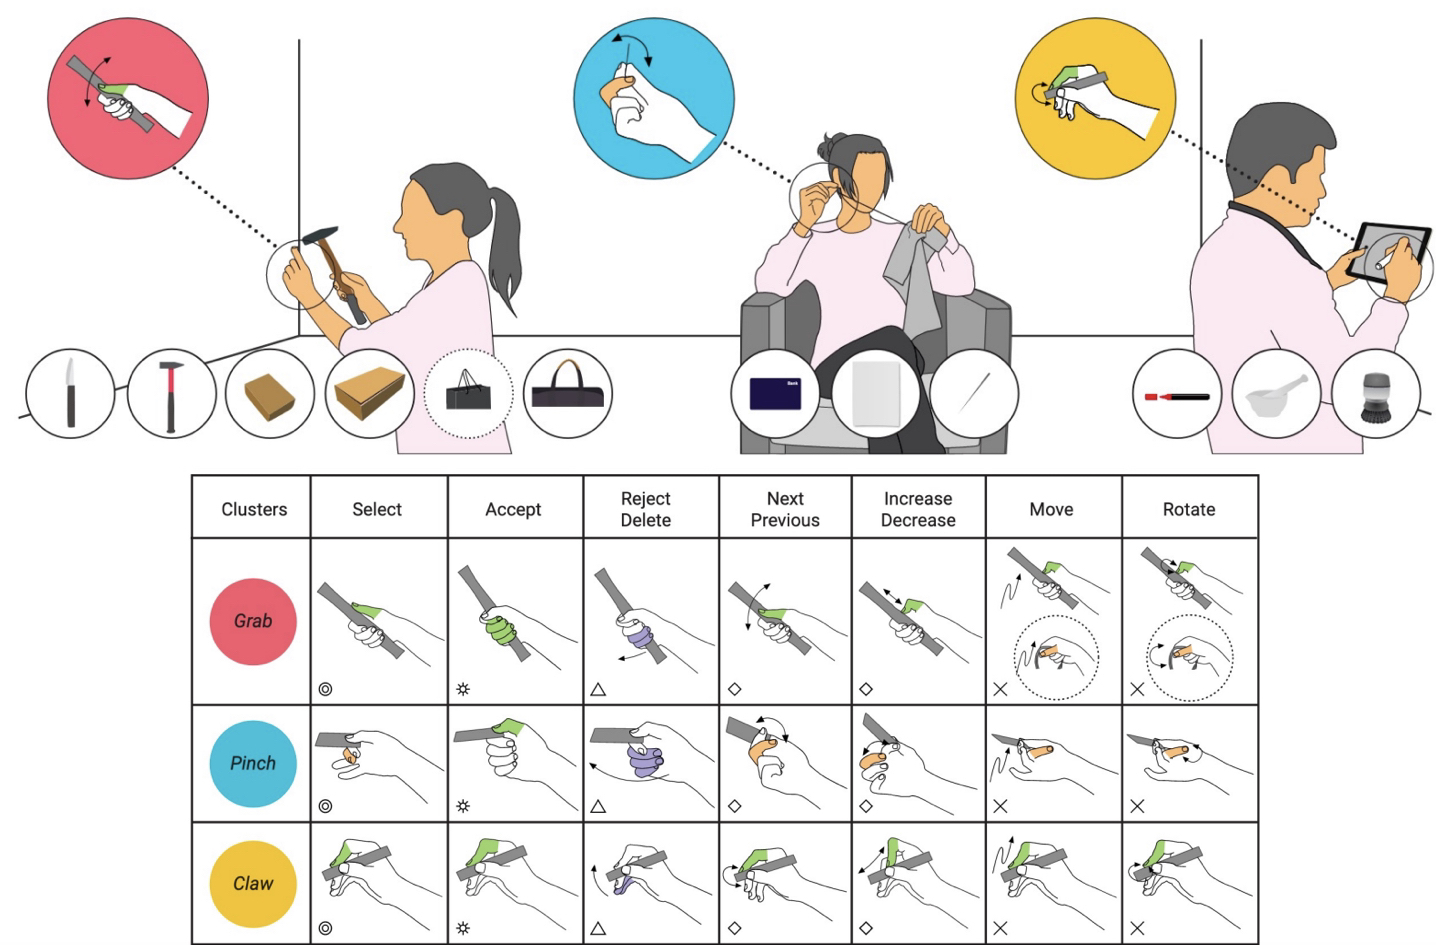 Bank
Clusters
Select
Accept
Reject
Delete
Next
Previous
Increase
Decrease
Move
Rotate
Grab
Pinch
Claw